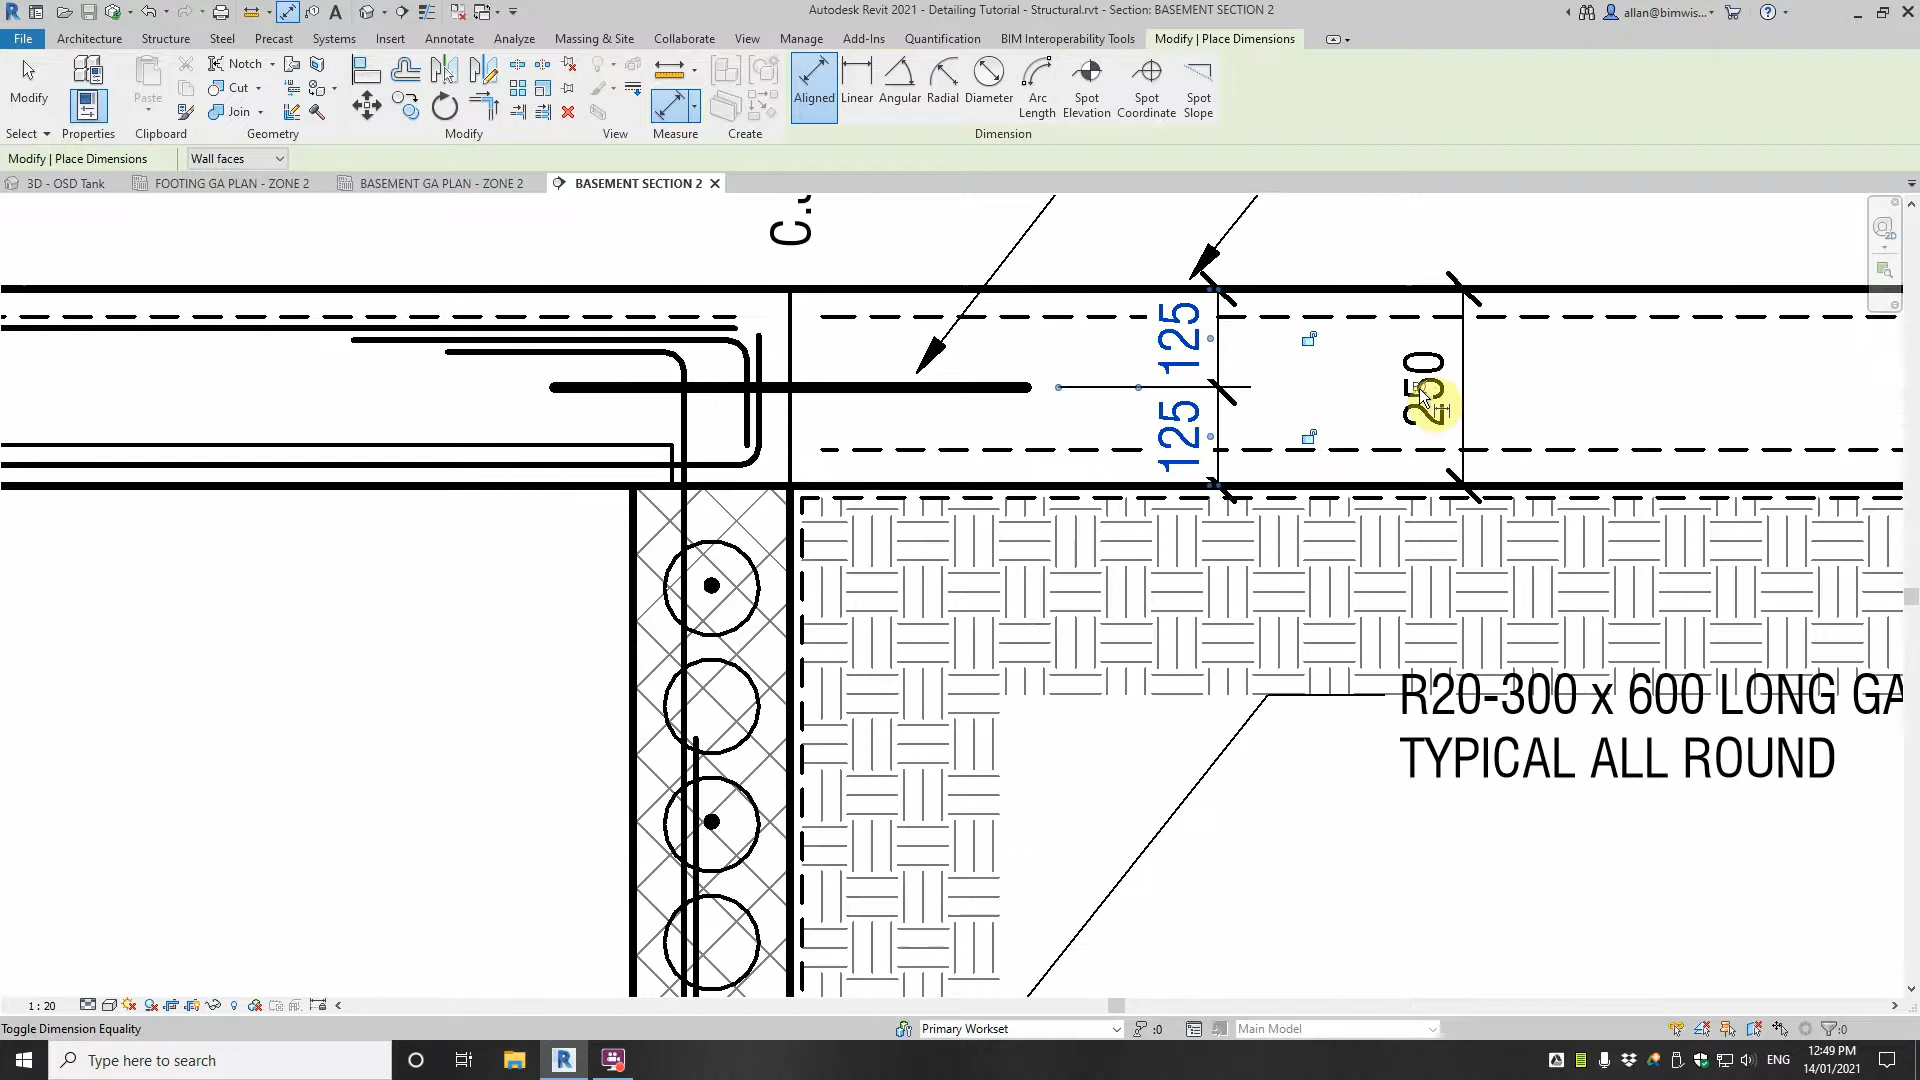 Autodesk Revit 2021 - Detailing Tutorial - Structural.rvt - Section: BASEMENT SECTION 2
allan@bimwis...
File Architecture Structure Steel Precast Systems Insert Annotate Analyze Massing & Site Collaborate View Manage Add-Ins Quantification BIM Interoperability Tools Modify | Place Dimensions
Modify
Paste
Notch
Cut
Join
Aligned Linear Angular Radial Diameter Arc Length Spot Elevation Spot Coordinate Spot Slope
Select Properties Clipboard Geometry Modify View Measure Create Dimension
Modify | Place Dimensions Wall faces
3D - OSD Tank FOOTING GA PLAN - ZONE 2 BASEMENT GA PLAN - ZONE 2 BASEMENT SECTION 2
2D
125
125
250
R20-300 x 600 LONG GA
TYPICAL ALL ROUND
1 : 20
Toggle Dimension Equality Primary Workset :0 Main Model :0
Type here to search
ENG
12:49 PM
14/01/2021